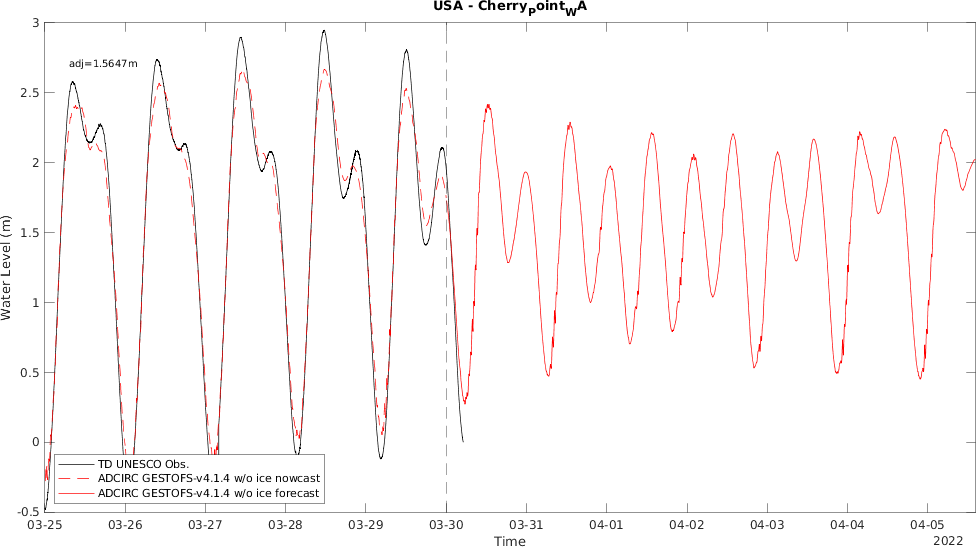 USA - Cherry_Point_WA
adj=1.5647m
Water Level (m)
3
2.5
2
1.5
1
0.5
0
-0.5
TD UNESCO Obs.
ADCIRC GESTOFS-v4.1.4 w/o ice nowcast
ADCIRC GESTOFS-v4.1.4 w/o ice forecast
03-25 03-26 03-27 03-28 03-29 03-30 03-31 04-01 04-02 04-03 04-04 04-05
Time
2022